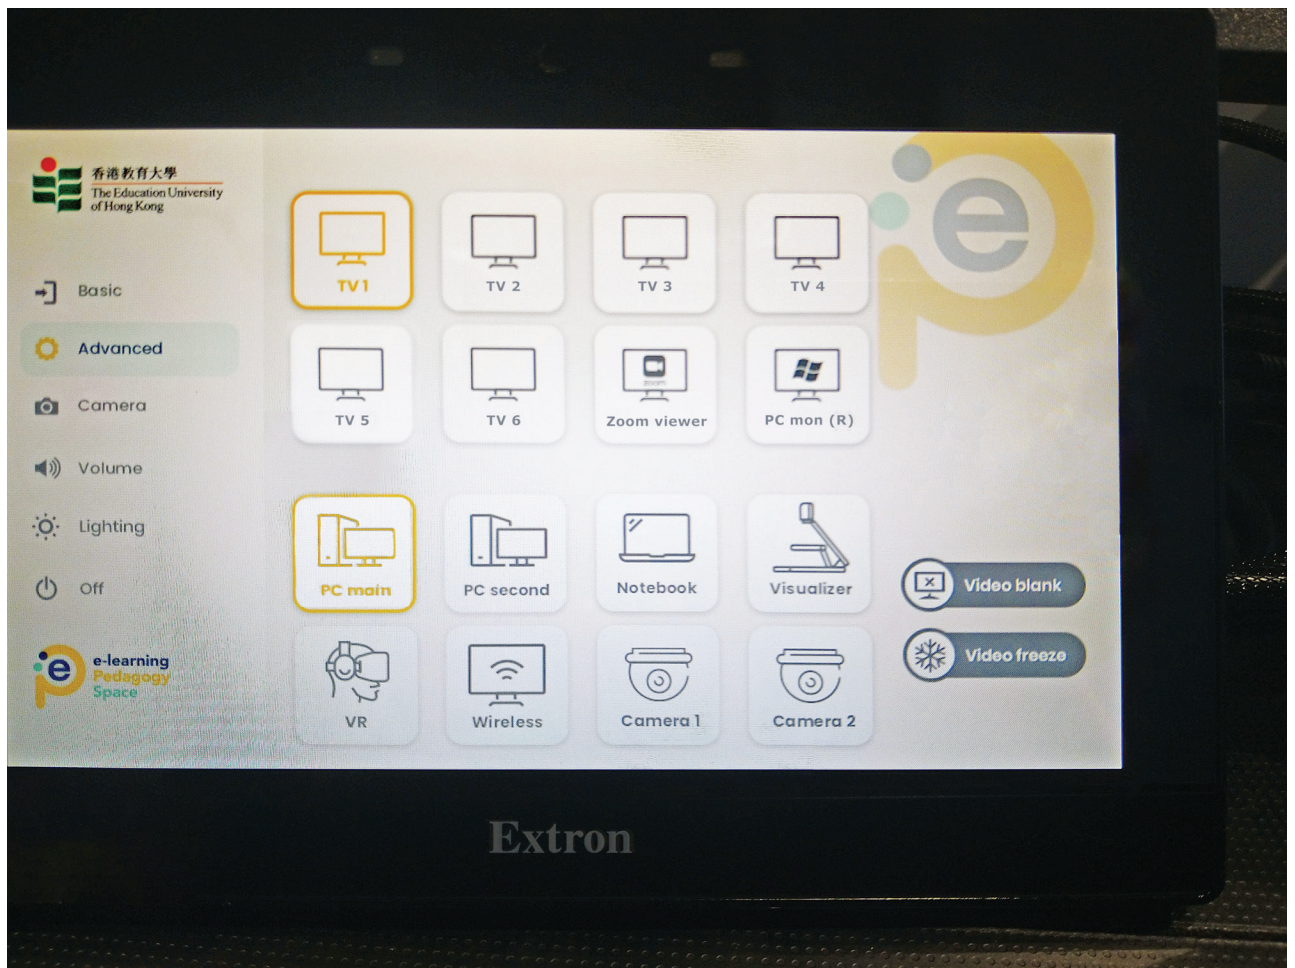 香港教育大學
The Education University
of Hong Kong
Basic
Advanced
Camera
Volume
Lighting
Off
e-learning
Pedagogy
Space
TV 1
TV 2
TV 3
TV 4
TV 5
TV 6
zoom
Zoom viewer
PC mon (R)
PC main
PC second
Notebook
Visualizer
VR
Wireless
Camera 1
Camera 2
e
Video blank
Video freeze
Extron